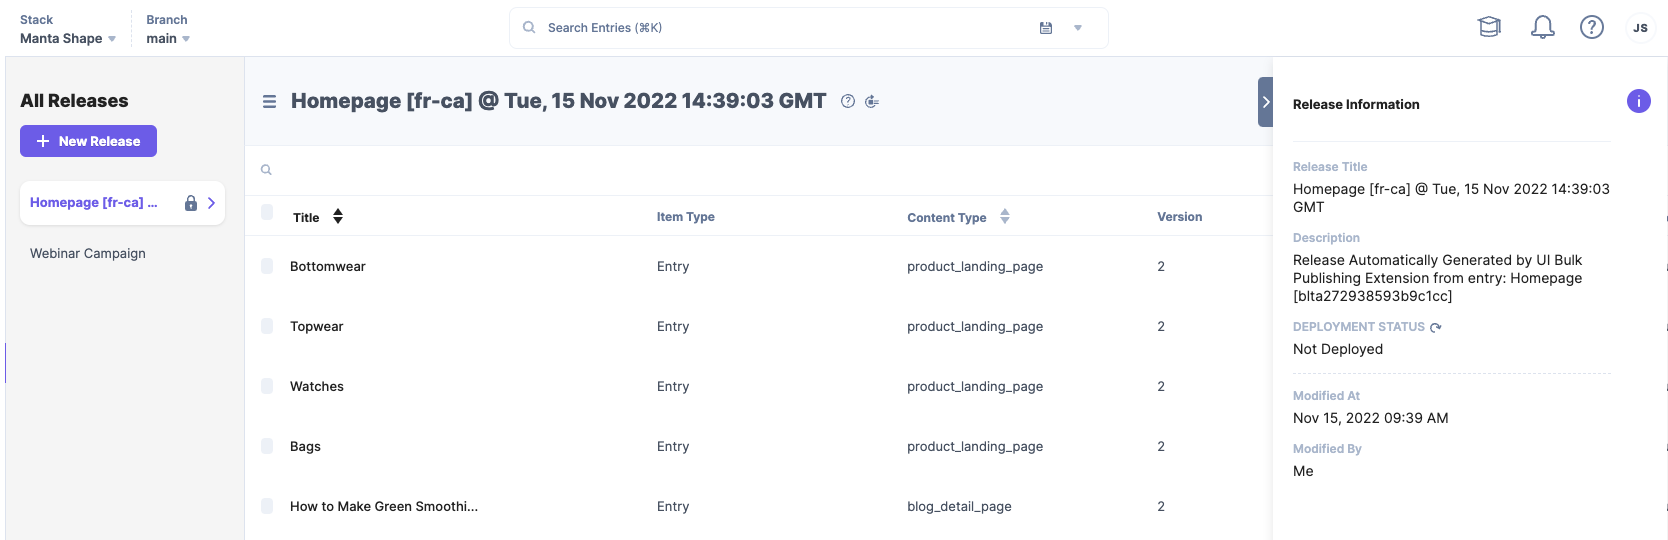 Stack
Manta Shape
Branch
main
Search Entries (⌘K)
JS
All Releases
New Release
Homepage [fr-ca] ...
Webinar Campaign
Homepage [fr-ca] @ Tue, 15 Nov 2022 14:39:03 GMT
Title Item Type Content Type Version
Bottomwear Entry product_landing_page 2
Topwear Entry product_landing_page 2
Watches Entry product_landing_page 2
Bags Entry product_landing_page 2
How to Make Green Smoothi... Entry blog_detail_page 2
Release Information
Release Title
Homepage [fr-ca] @ Tue, 15 Nov 2022 14:39:03
GMT
Description
Release Automatically Generated by UI Bulk
Publishing Extension from entry: Homepage
[blta272938593b9c1cc]
DEPLOYMENT STATUS
Not Deployed
Modified At
Nov 15, 2022 09:39 AM
Modified By
Me